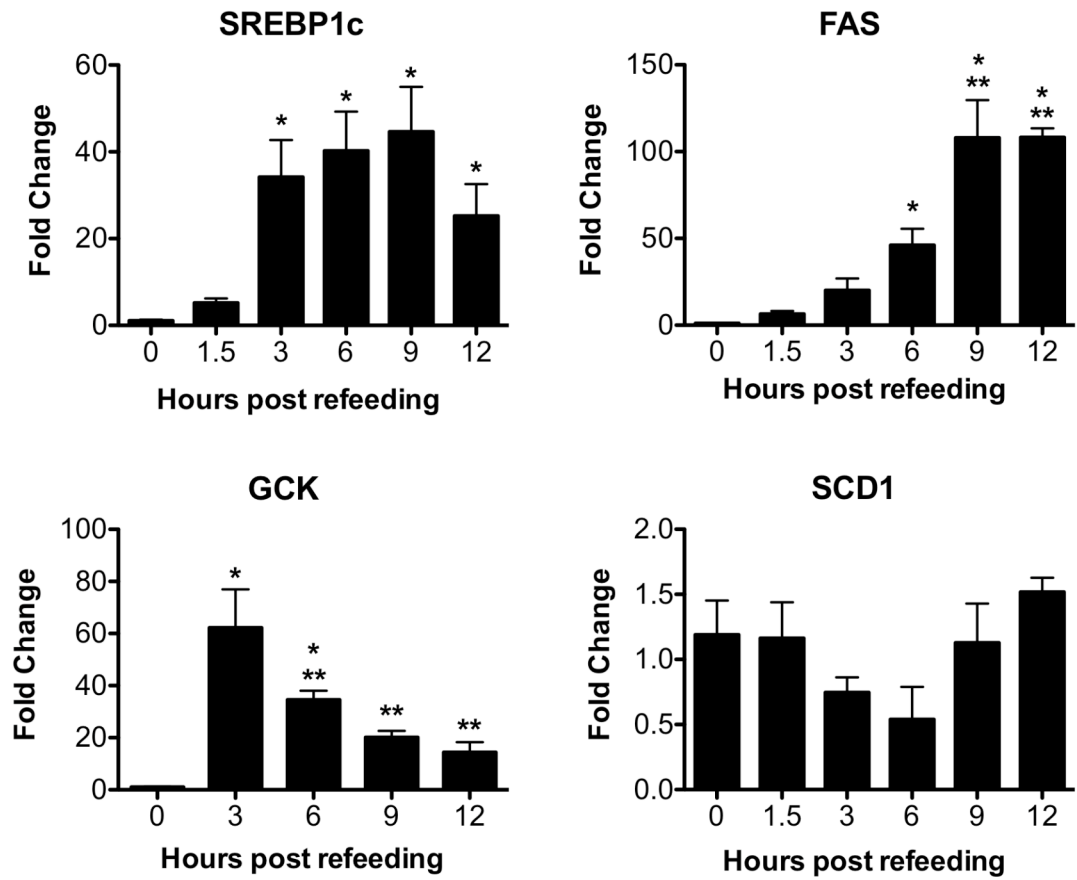 SREBP1c
Fold Change
60
40
20
0
*
*
*
*
0 1.5 3 6 9 12
Hours post refeeding
FAS
Fold Change
150
100
50
0
*
*
**
*
**
0 1.5 3 6 9 12
Hours post refeeding
GCK
Fold Change
100
80
60
40
20
0
*
*
**
**
**
0 3 6 9 12
Hours post refeeding
SCD1
Fold Change
2.0
1.5
1.0
0.5
0.0
0 1.5 3 6 9 12
Hours post refeeding